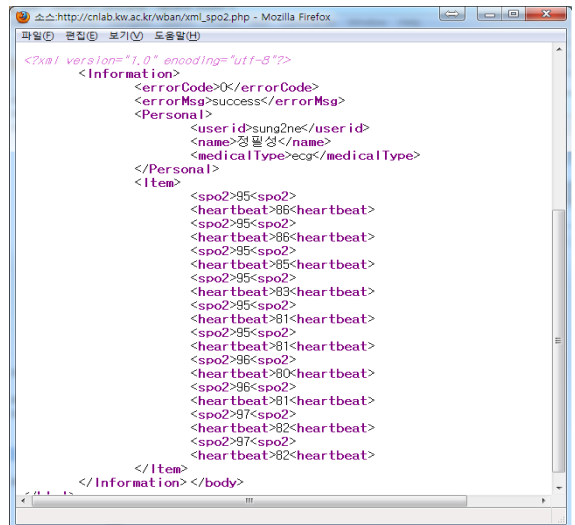 소스:http://cnlab.kw.ac.kr/wban/xml_spo2.php - Mozilla Firefox
파일(F) 편집(E) 보기(V) 도움말(H)
<?xml version="1.0" encoding="utf-8"?>
<Information>
<errorCode>0</errorCode>
<errorMsg>success</errorMsg>
<Personal>
<userid>sung2ne</userid>
<name>정필성</name>
<medicalType>ecg</medicalType>
</Personal>
<Item>
<spo2>95<spo2>
<heartbeat>86<heartbeat>
<spo2>95<spo2>
<heartbeat>86<heartbeat>
<spo2>95<spo2>
<heartbeat>85<heartbeat>
<spo2>95<spo2>
<heartbeat>83<heartbeat>
<spo2>95<spo2>
<heartbeat>81<heartbeat>
<spo2>95<spo2>
<heartbeat>81<heartbeat>
<spo2>96<spo2>
<heartbeat>80<heartbeat>
<spo2>96<spo2>
<heartbeat>81<heartbeat>
<spo2>97<spo2>
<heartbeat>82<heartbeat>
<spo2>97<spo2>
<heartbeat>82<heartbeat>
</Item>
</Information></body>